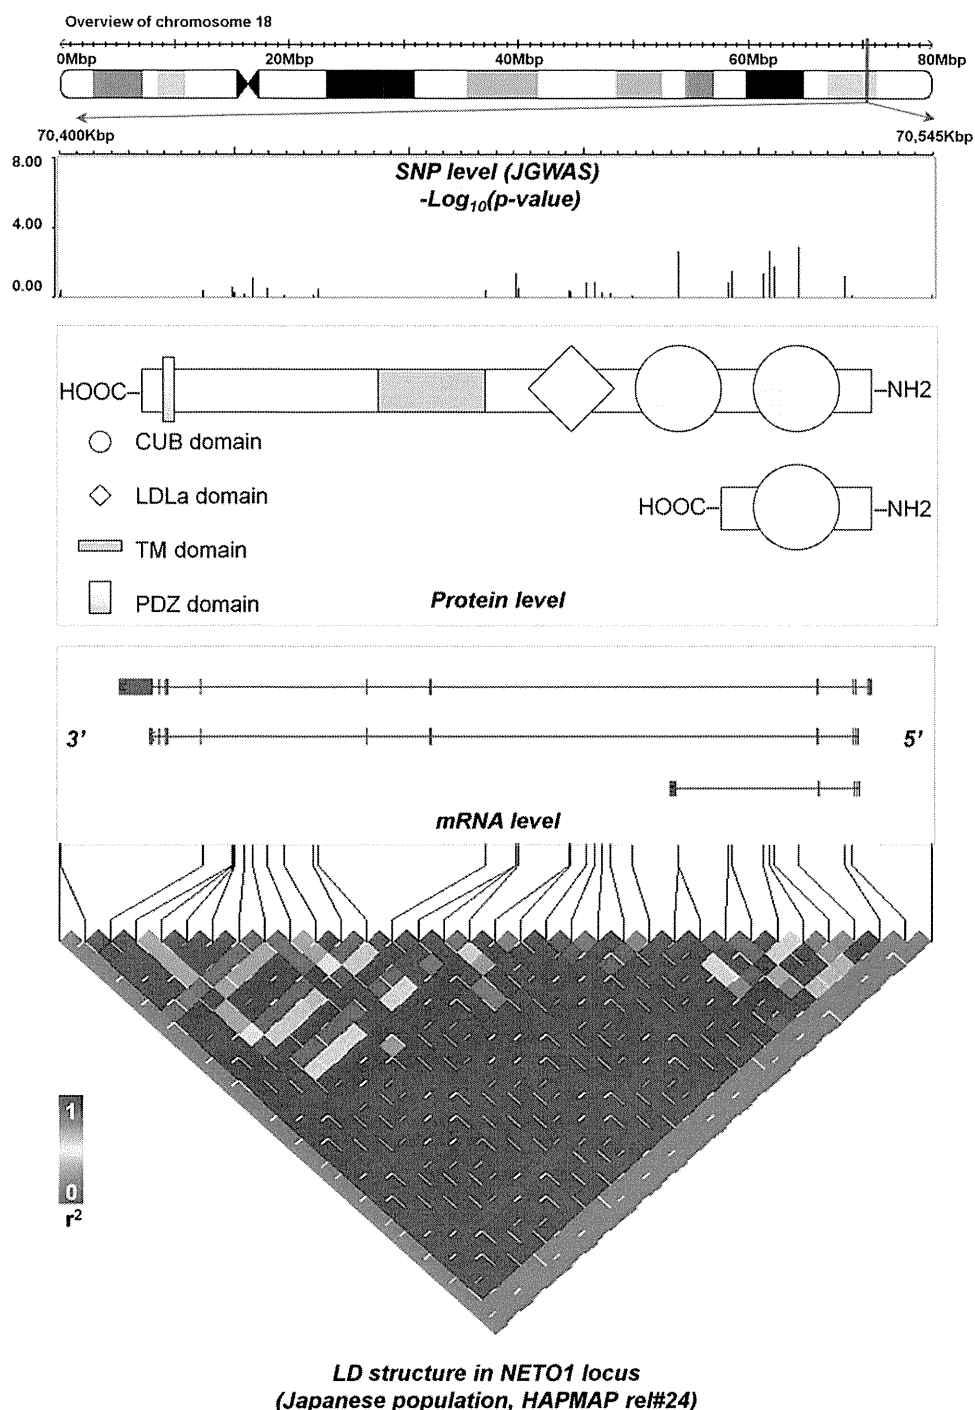 Overview of chromosome 18
0Mbp 20Mbp 40Mbp 60Mbp 80Mbp
70,400Kbp 70,545Kbp
8.00
SNP level (JGWAS)
-Log10(p-value)
4.00
0.00
HOOC NH2
CUB domain
LDLa domain
HOOC NH2
TM domain
PDZ domain
Protein level
3' 5'
mRNA level
1
0
r²
LD structure in NETO1 locus
(Japanese population, HAPMAP rel#24)